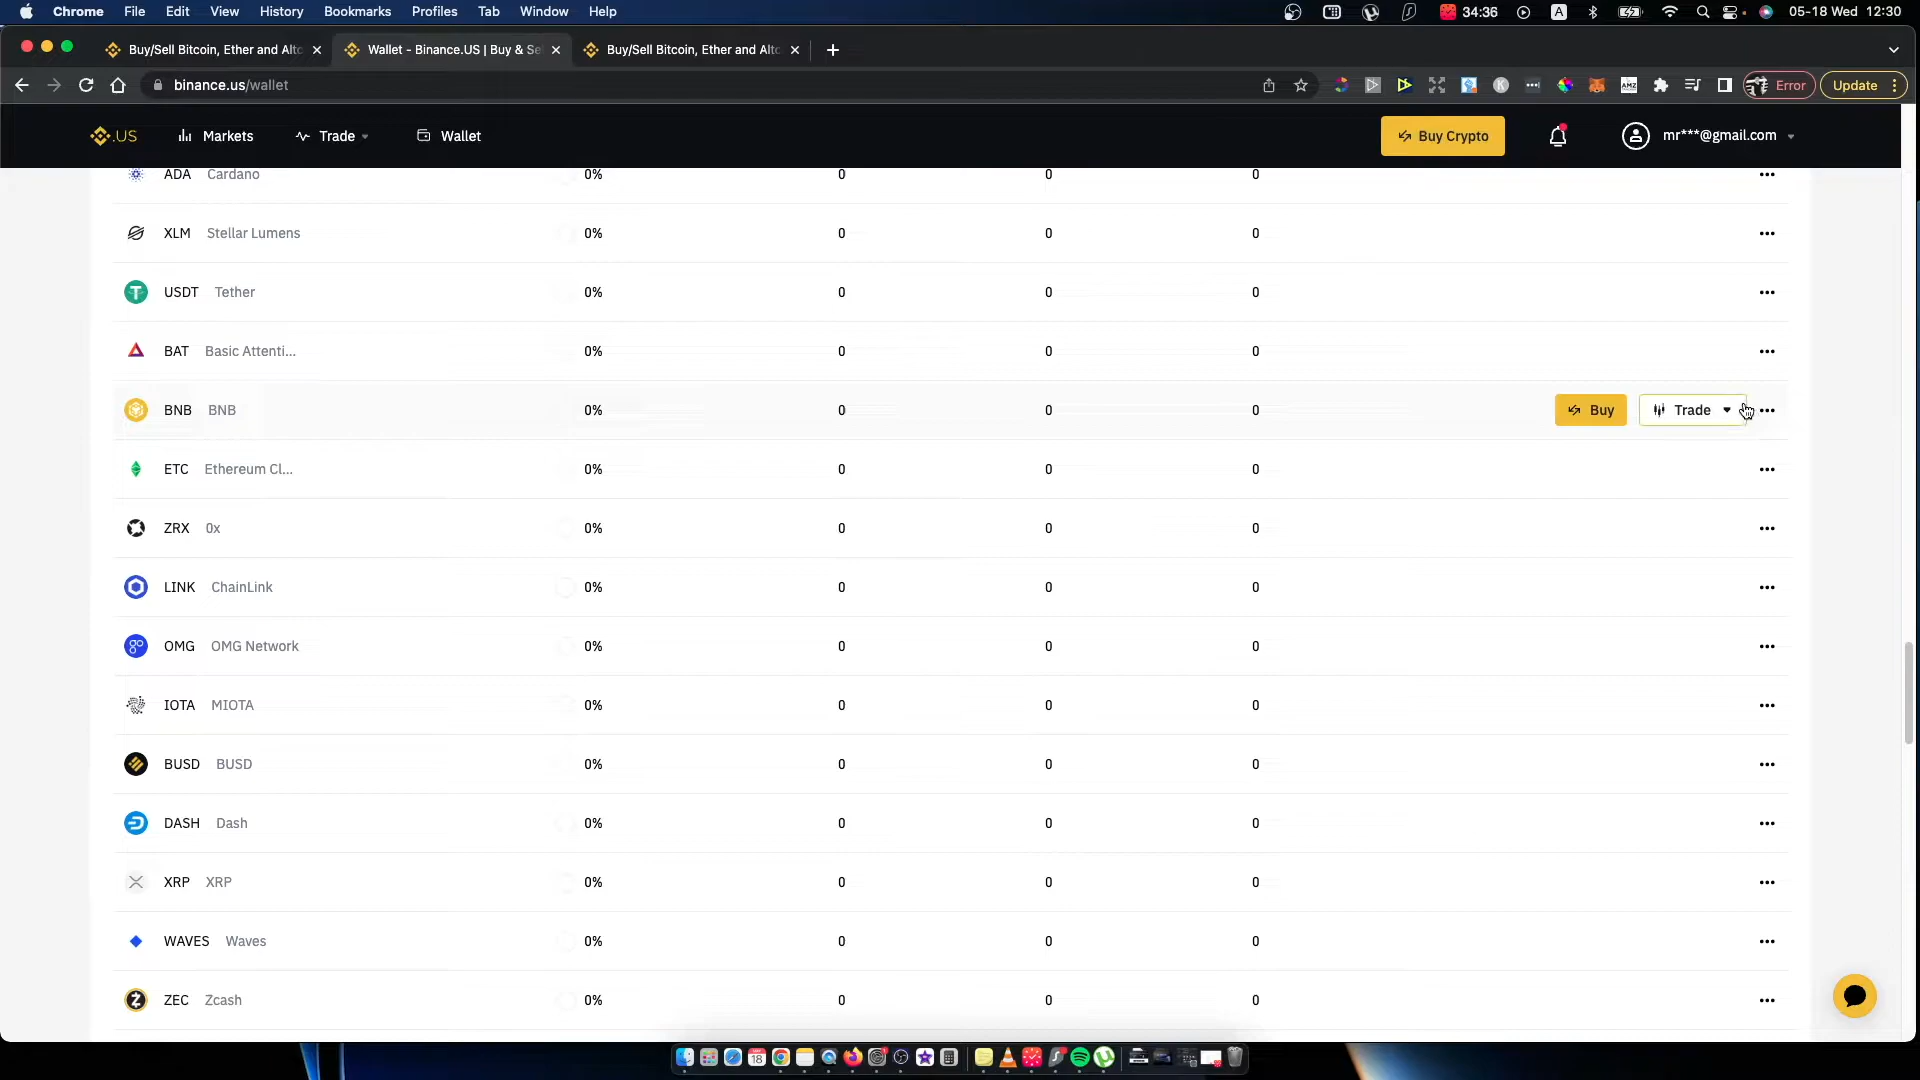 Chrome File Edit View History Bookmarks Profiles Tab Window Help 34:36 A 05-18 Wed 12:30
Buy/Sell Bitcoin, Ether and Altc Wallet - Binance.US | Buy & Se Buy/Sell Bitcoin, Ether and Altc
binance.us/wallet K AMZ Error Update
.US Markets Trade Wallet Buy Crypto mr***@gmail.com
ADA Cardano 0% 0 0 0
XLM Stellar Lumens 0% 0 0 0
USDT Tether 0% 0 0 0
BAT Basic Attenti... 0% 0 0 0
BNB BNB 0% 0 0 0 Buy Trade
ETC Ethereum Cl... 0% 0 0 0
ZRX 0x 0% 0 0 0
LINK ChainLink 0% 0 0 0
OMG OMG Network 0% 0 0 0
IOTA MIOTA 0% 0 0 0
BUSD BUSD 0% 0 0 0
DASH Dash 0% 0 0 0
XRP XRP 0% 0 0 0
WAVES Waves 0% 0 0 0
ZEC Zcash 0% 0 0 0
18